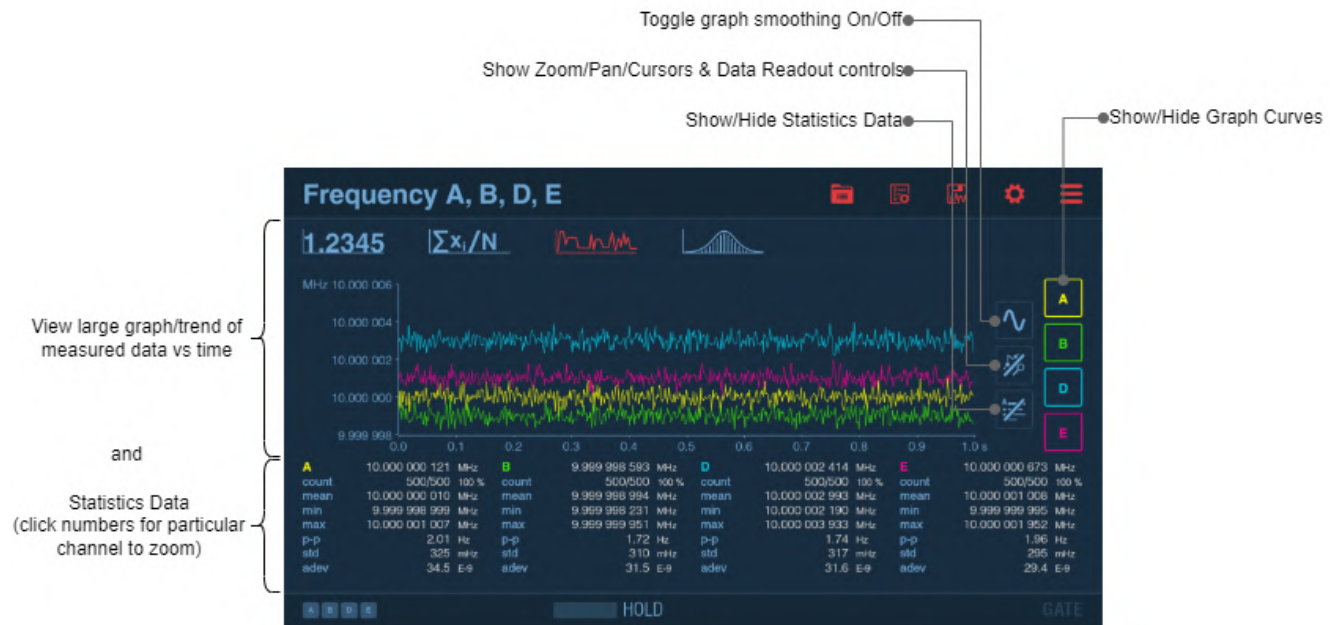 Toggle graph smoothing On/Off
Show Zoom/Pan/Cursors & Data Readout controls
Show/Hide Statistics Data
Show/Hide Graph Curves
Frequency A, B, D, E
1.2345
Σxᵢ/N
MHz 10.000 006
10.000 004
10.000 002
10.000 000
9.999 998
0.0 0.1 0.2 0.3 0.4 0.5 0.6 0.7 0.8 0.9 1.0 s
A
B
D
E
View large graph/trend of
measured data vs time
and
Statistics Data
(click numbers for particular
channel to zoom)
A 10.000 000 121 MHz B 9.999 998 593 MHz D 10.000 002 414 MHz E 10.000 000 673 MHz
count 500/500 100 % count 500/500 100 % count 500/500 100 % count 500/500 100 %
mean 10.000 000 010 MHz mean 9.999 998 994 MHz mean 10.000 002 993 MHz mean 10.000 001 008 MHz
min 9.999 998 999 MHz min 9.999 998 231 MHz min 10.000 002 190 MHz min 9.999 999 995 MHz
max 10.000 001 007 MHz max 9.999 999 951 MHz max 10.000 003 933 MHz max 10.000 001 952 MHz
p-p 2.01 Hz p-p 1.72 Hz p-p 1.74 Hz p-p 1.96 Hz
std 325 mHz std 310 mHz std 317 mHz std 295 mHz
adev 34.5 E-9 adev 31.5 E-9 adev 31.6 E-9 adev 29.4 E-9
A B D E
HOLD
GATE